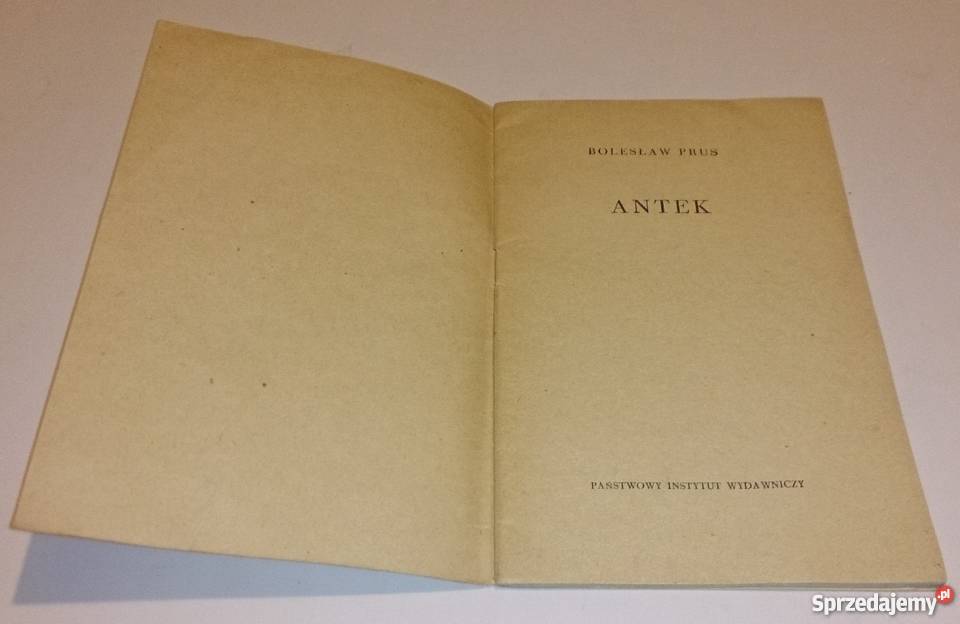 BOLESŁAW PRUS
ANTEK
PAŃSTWOWY INSTYTUT WYDAWNICZY
Sprzedajemy.pl